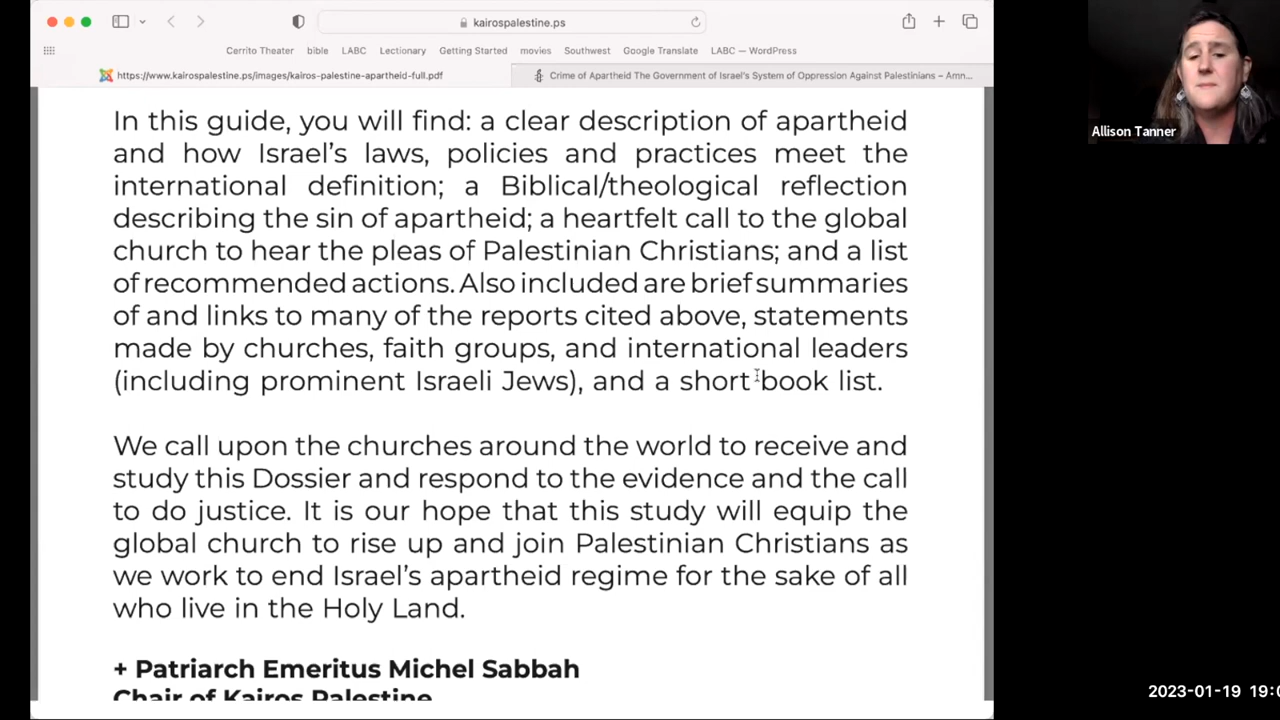 kairospalestine.ps
Cerrito Theater bible LABC Lectionary Getting Started movies Southwest Google Translate LABC — WordPress
https://www.kairospalestine.ps/images/kairos-palestine-apartheid-full.pdf
Crime of Apartheid The Government of Israel's System of Oppression Against Palestinians – Amn...
In this guide, you will find: a clear description of apartheid
and how Israel’s laws, policies and practices meet the
international definition; a Biblical/theological reflection
describing the sin of apartheid; a heartfelt call to the global
church to hear the pleas of Palestinian Christians; and a list
of recommended actions. Also included are brief summaries
of and links to many of the reports cited above, statements
made by churches, faith groups, and international leaders
(including prominent Israeli Jews), and a short book list.
We call upon the churches around the world to receive and
study this Dossier and respond to the evidence and the call
to do justice. It is our hope that this study will equip the
global church to rise up and join Palestinian Christians as
we work to end Israel’s apartheid regime for the sake of all
who live in the Holy Land.
+ Patriarch Emeritus Michel Sabbah
Chair of Kairos Palestine
Allison Tanner
2023-01-19 19:0